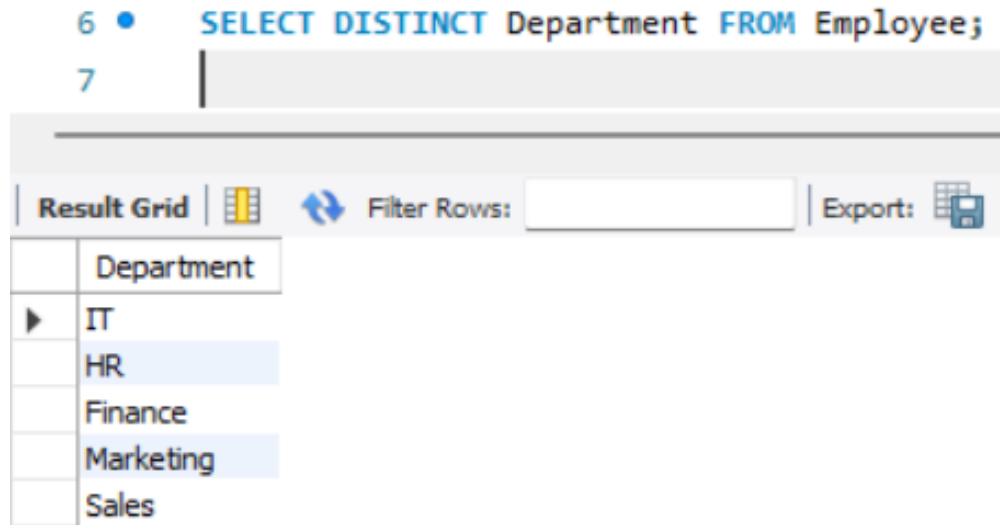 6 SELECT DISTINCT Department FROM Employee;
7
Result Grid Filter Rows: Export:
Department
IT
HR
Finance
Marketing
Sales